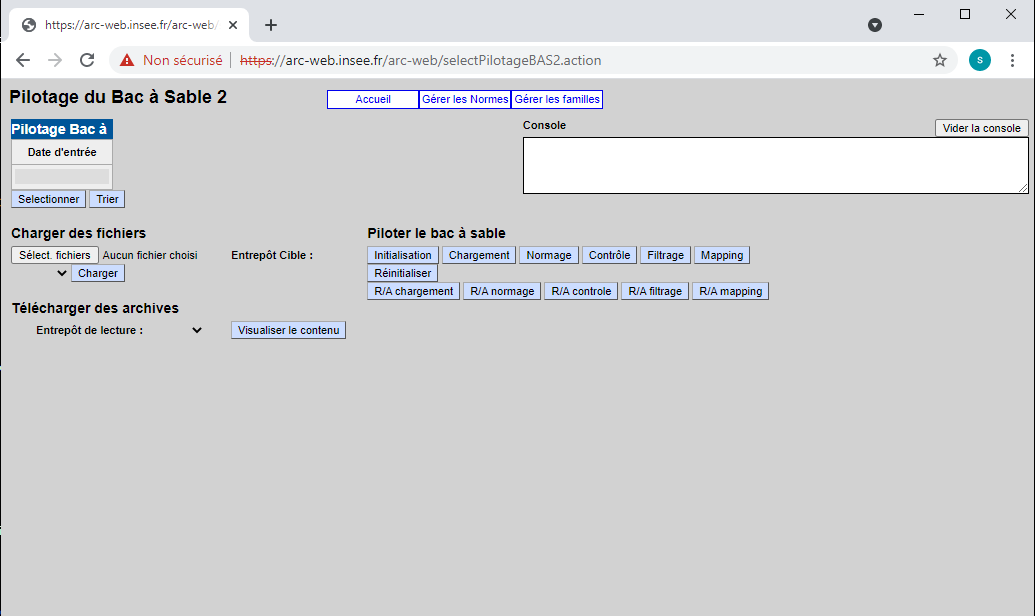 https://arc-web.insee.fr/arc-web/
Non sécurisé https://arc-web.insee.fr/arc-web/selectPilotageBAS2.action S
Pilotage du Bac à Sable 2 Accueil Gérer les Normes Gérer les familles
Pilotage Bac à Console Vider la console
Date d'entrée
Selectionner Trier
Charger des fichiers Piloter le bac à sable
Sélect. fichiers Aucun fichier choisi Entrepôt Cible : Initialisation Chargement Normage Contrôle Filtrage Mapping
Charger Réinitialiser
R/A chargement R/A normage R/A controle R/A filtrage R/A mapping
Télécharger des archives
Entrepôt de lecture : Visualiser le contenu